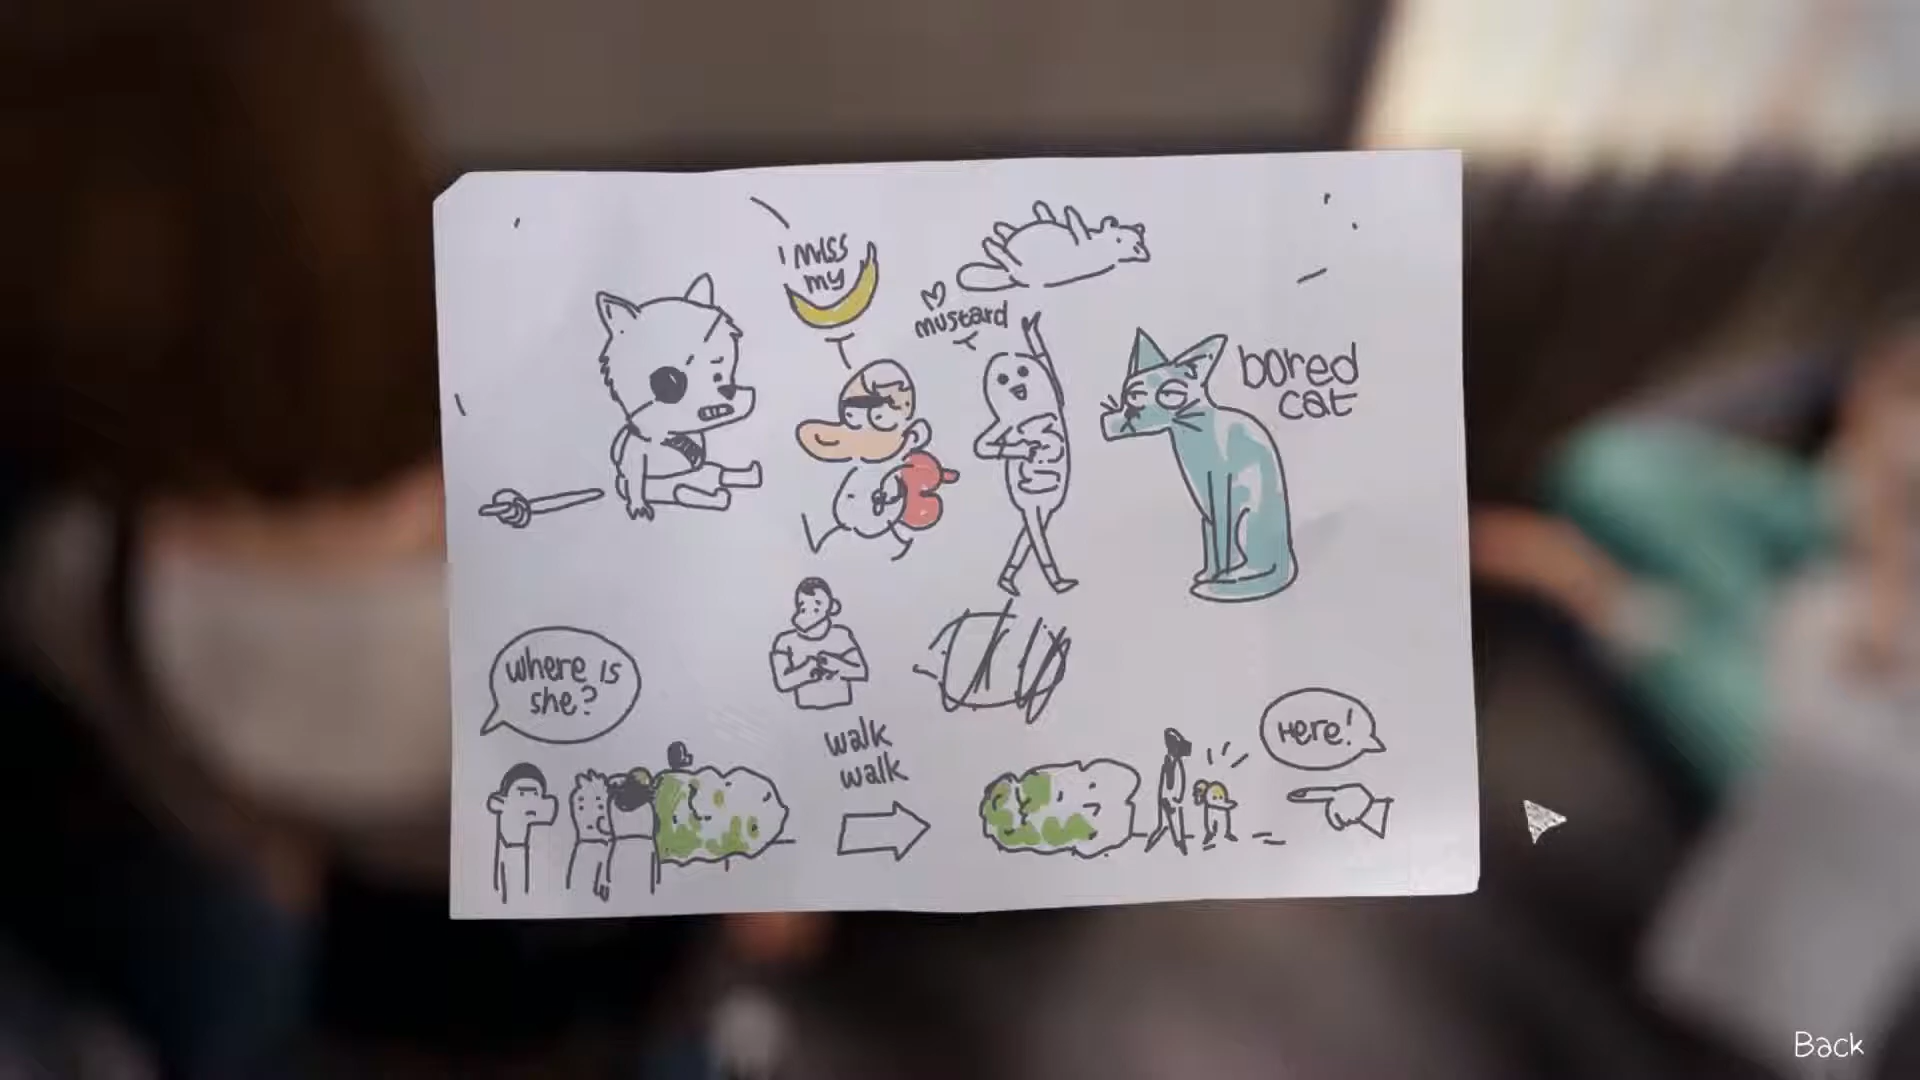 I MISS
MY
mustard
bored
cat
where is
she?
walk
walk
HERE!
Back